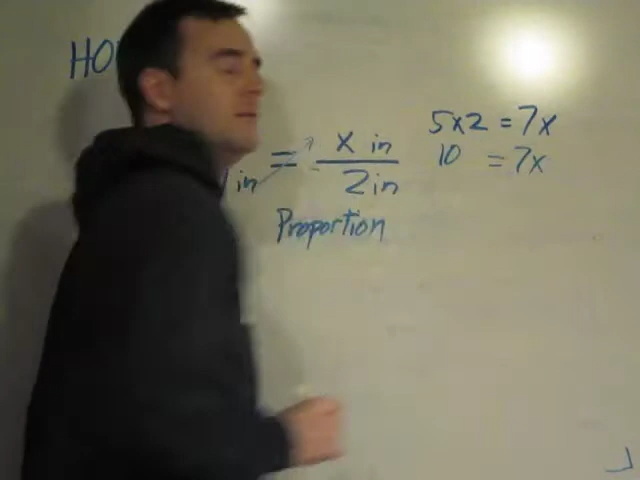 HO
in = x in
2in
Proportion
5x2 = 7x
10 = 7x